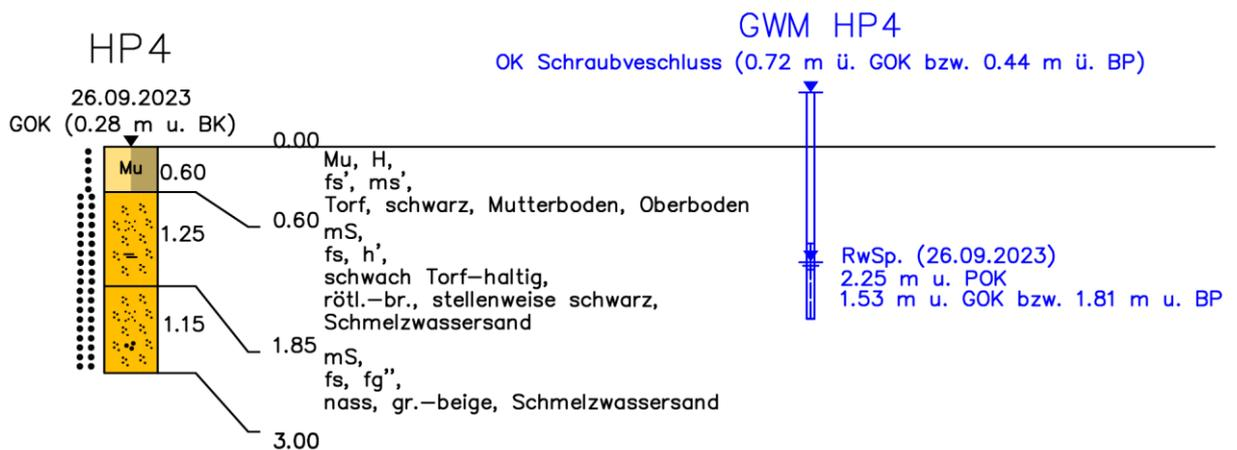 HP4
26.09.2023
GOK (0.28 m u. BK)
GWM HP4
OK Schraubveschluss (0.72 m ü. GOK bzw. 0.44 m ü. BP)
0.00
Mu
0.60
Mu, H,
fs', ms',
Torf, schwarz, Mutterboden, Oberboden
0.60
1.25
mS,
fs, h',
schwach Torf-haltig,
rötl.-br., stellenweise schwarz,
Schmelzwassersand
1.85
1.15
mS,
fs, fg",
nass, gr.-beige, Schmelzwassersand
3.00
RwSp. (26.09.2023)
2.25 m u. POK
1.53 m u. GOK bzw. 1.81 m u. BP